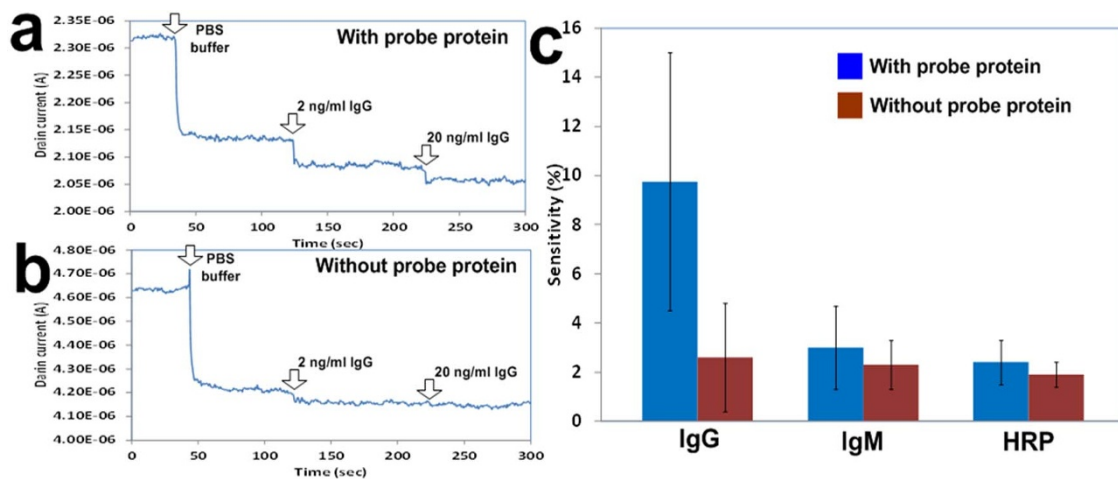 a
With probe protein
Drain current (A)
2.35E-06
2.30E-06
2.25E-06
2.20E-06
2.15E-06
2.10E-06
2.05E-06
2.00E-06
PBS
buffer
2 ng/ml IgG
20 ng/ml IgG
0
50
100
150
200
250
300
Time (sec)
b
Without probe protein
Darin current (A)
4.80E-06
4.70E-06
4.60E-06
4.50E-06
4.40E-06
4.30E-06
4.20E-06
4.10E-06
4.00E-06
PBS
buffer
2 ng/ml IgG
20 ng/ml IgG
0
50
100
150
200
250
300
Time (sec)
c
With probe protein
Without probe protein
Sensitivity (%)
16
14
12
10
8
6
4
2
0
IgG
IgM
HRP